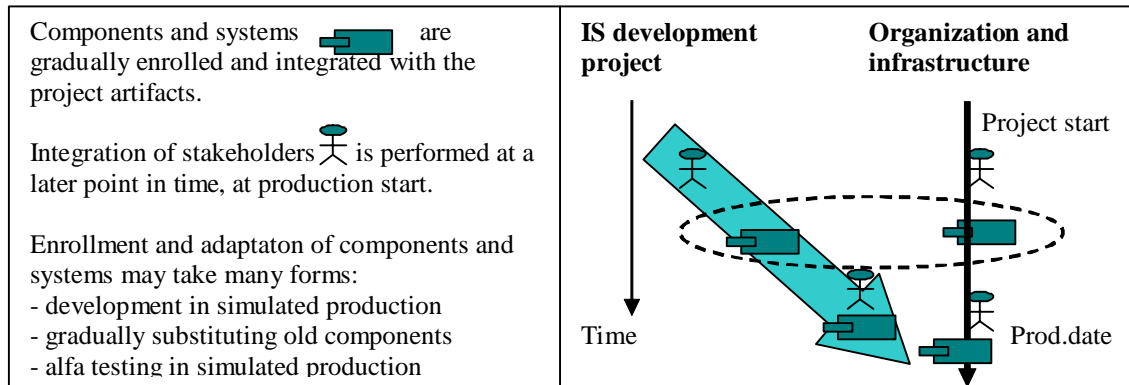 Components and systems are
gradually enrolled and integrated with the
project artifacts.
Integration of stakeholders is performed at a
later point in time, at production start.
Enrollment and adaptaton of components and
systems may take many forms:
- development in simulated production
- gradually substituting old components
- alfa testing in simulated production
IS development
project
Organization and
infrastructure
Project start
Time
Prod.date